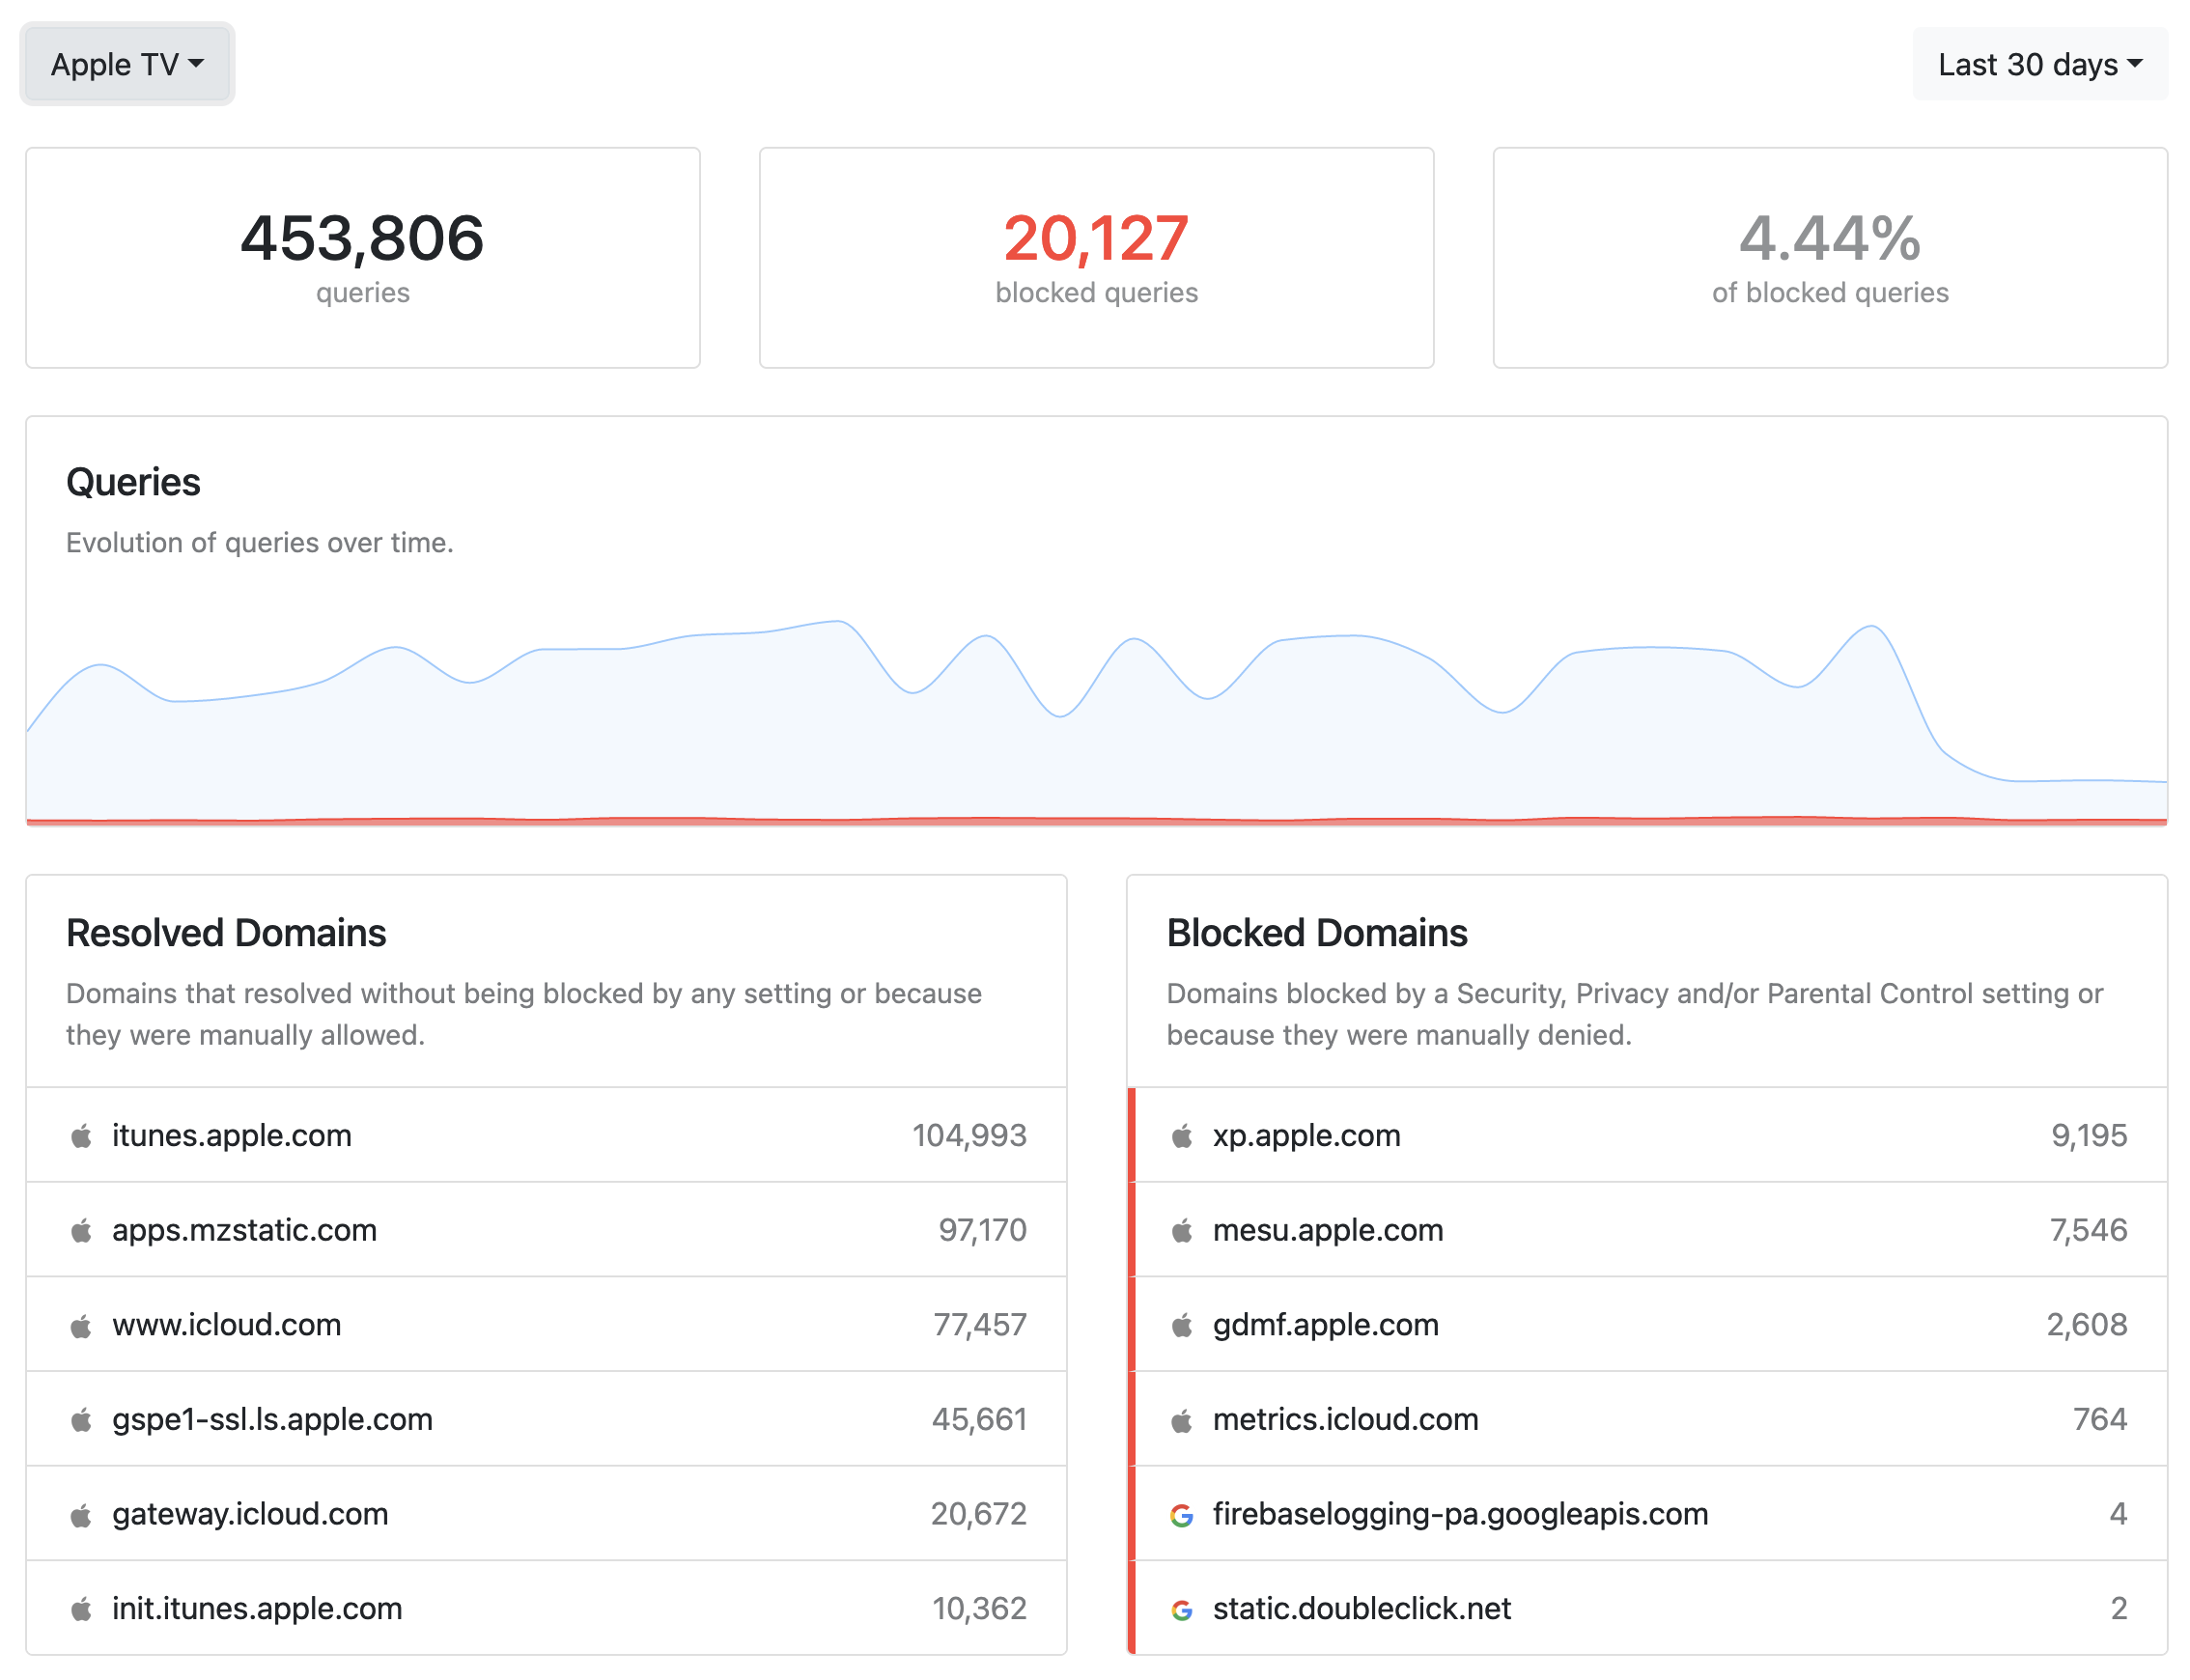 Apple TV
Last 30 days
453,806
queries
20,127
blocked queries
4.44%
of blocked queries
Queries
Evolution of queries over time.
Resolved Domains
Domains that resolved without being blocked by any setting or because
they were manually allowed.
itunes.apple.com 104,993
apps.mzstatic.com 97,170
www.icloud.com 77,457
gspe1-ssl.ls.apple.com 45,661
gateway.icloud.com 20,672
init.itunes.apple.com 10,362
Blocked Domains
Domains blocked by a Security, Privacy and/or Parental Control setting or
because they were manually denied.
xp.apple.com 9,195
mesu.apple.com 7,546
gdmf.apple.com 2,608
metrics.icloud.com 764
firebaselogging-pa.googleapis.com 4
static.doubleclick.net 2